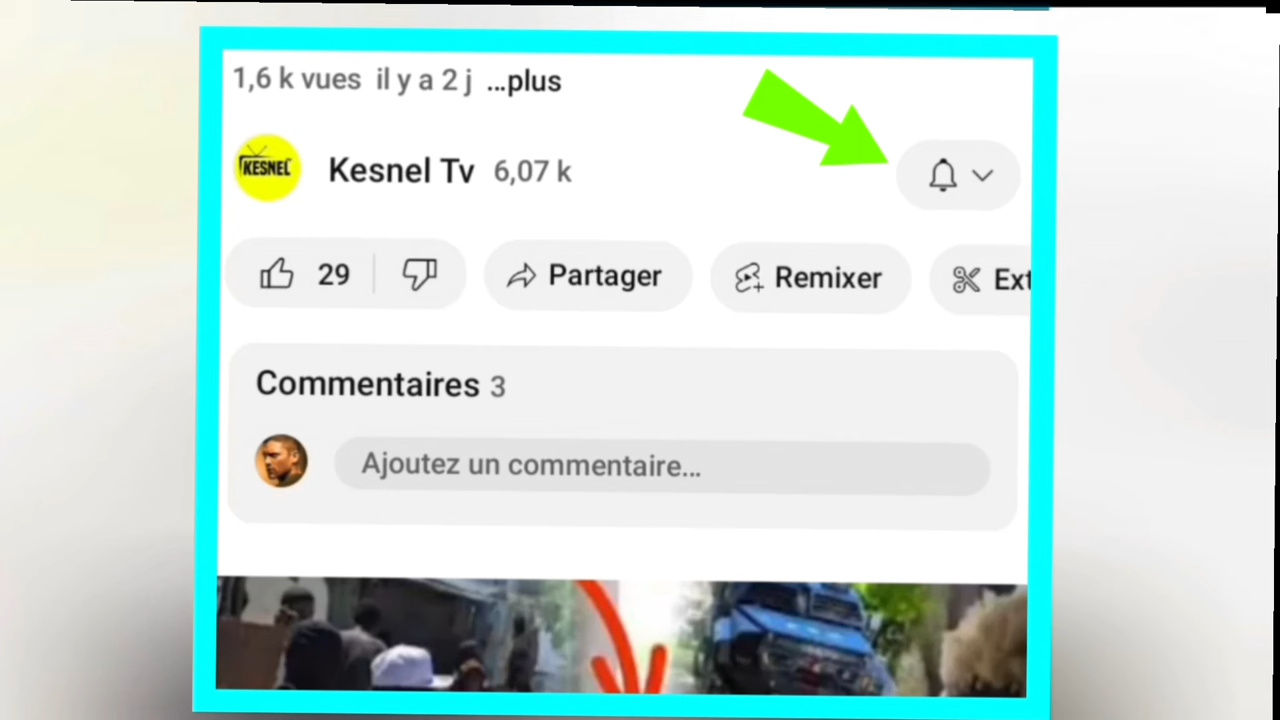 1,6 k vues il y a 2 j ...plus
KESNEL
Kesnel Tv 6,07 k
29 Partager Remixer Ext
Commentaires 3
Ajoutez un commentaire...